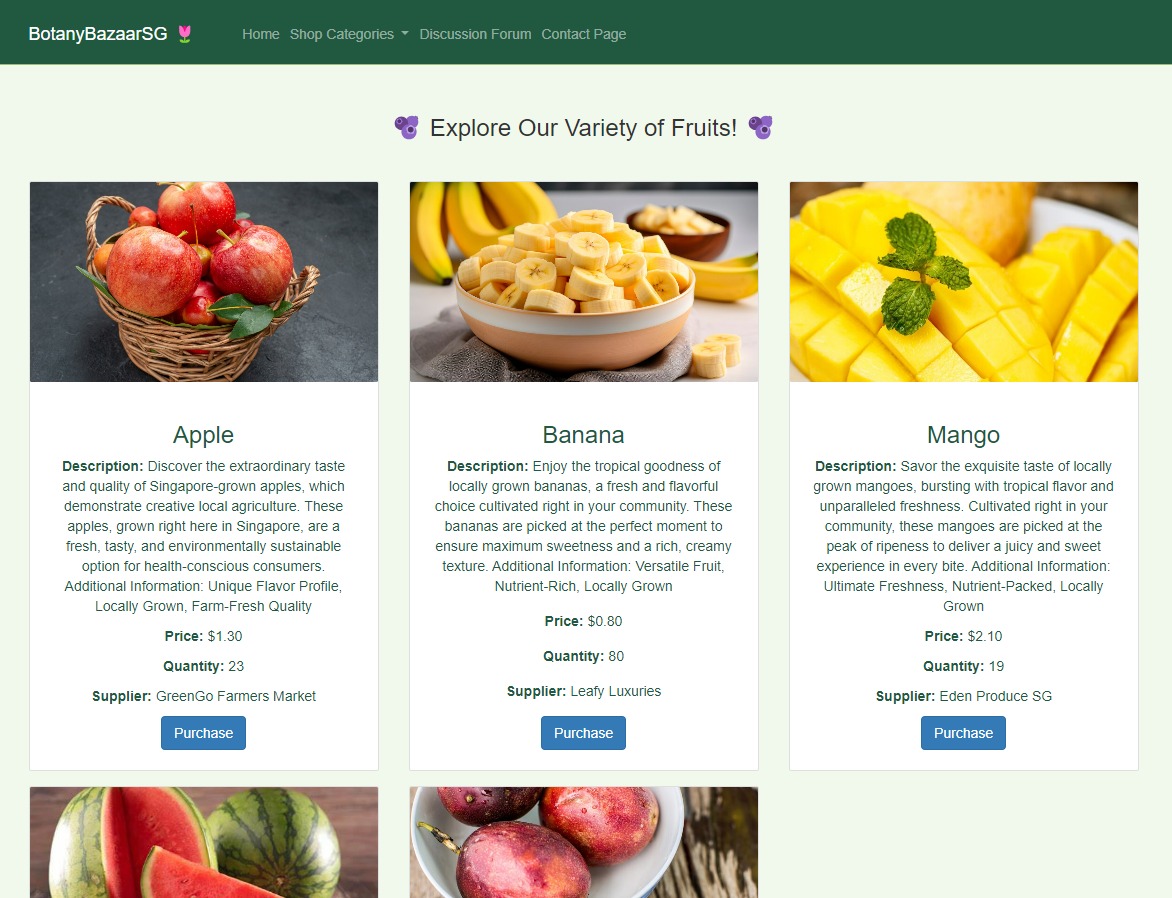 BotanyBazaarSG 🌷 Home Shop Categories Discussion Forum Contact Page
🫐 Explore Our Variety of Fruits! 🫐
Apple
Description: Discover the extraordinary taste
and quality of Singapore-grown apples, which
demonstrate creative local agriculture. These
apples, grown right here in Singapore, are a
fresh, tasty, and environmentally sustainable
option for health-conscious consumers.
Additional Information: Unique Flavor Profile,
Locally Grown, Farm-Fresh Quality
Price: $1.30
Quantity: 23
Supplier: GreenGo Farmers Market
Purchase
Banana
Description: Enjoy the tropical goodness of
locally grown bananas, a fresh and flavorful
choice cultivated right in your community. These
bananas are picked at the perfect moment to
ensure maximum sweetness and a rich, creamy
texture. Additional Information: Versatile Fruit,
Nutrient-Rich, Locally Grown
Price: $0.80
Quantity: 80
Supplier: Leafy Luxuries
Purchase
Mango
Description: Savor the exquisite taste of locally
grown mangoes, bursting with tropical flavor and
unparalleled freshness. Cultivated right in your
community, these mangoes are picked at the
peak of ripeness to deliver a juicy and sweet
experience in every bite. Additional Information:
Ultimate Freshness, Nutrient-Packed, Locally
Grown
Price: $2.10
Quantity: 19
Supplier: Eden Produce SG
Purchase